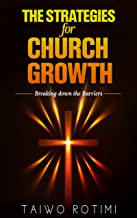 THE STRATEGIES
for
CHURCH
GROWTH
Breaking down the Barriers
TAIWO ROTIMI